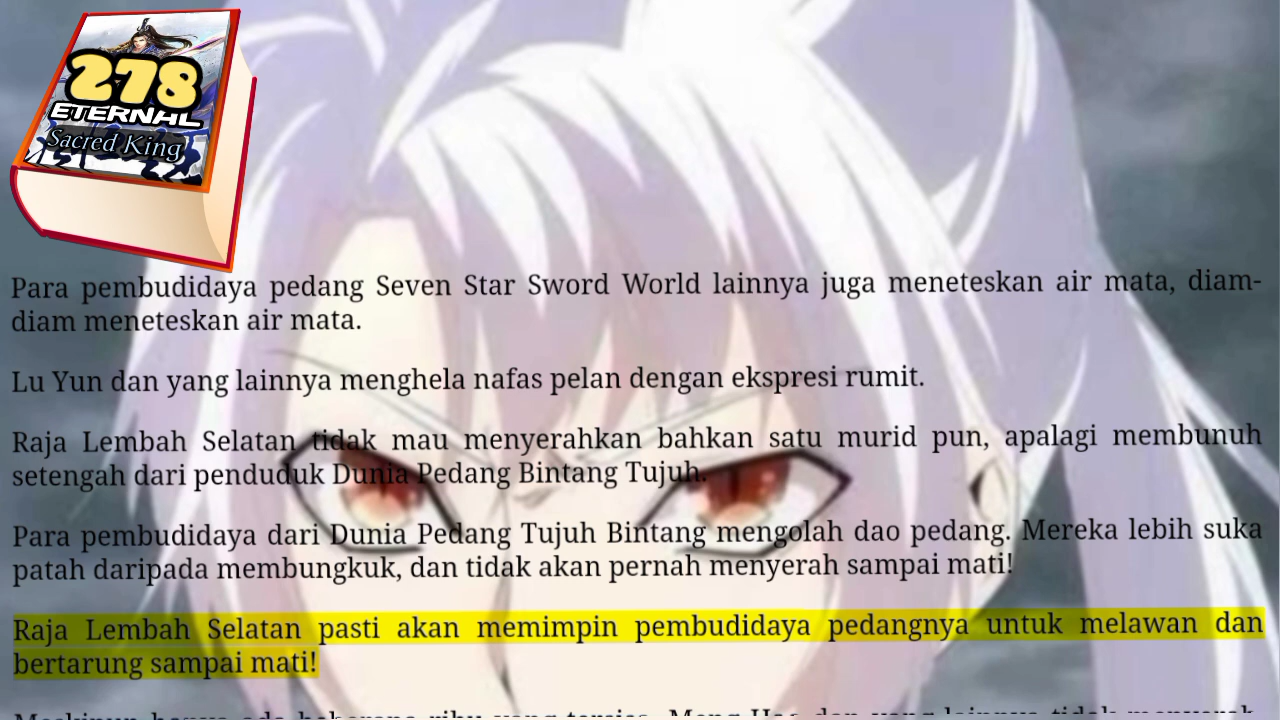 278
ETERNAL
Sacred King
Para pembudidaya pedang Seven Star Sword World lainnya juga meneteskan air mata, diam-
diam meneteskan air mata.
Lu Yun dan yang lainnya menghela nafas pelan dengan ekspresi rumit.
Raja Lembah Selatan tidak mau menyerahkan bahkan satu murid pun, apalagi membunuh
setengah dari penduduk Dunia Pedang Bintang Tujuh.
Para pembudidaya dari Dunia Pedang Tujuh Bintang mengolah dao pedang. Mereka lebih suka
patah daripada membungkuk, dan tidak akan pernah menyerah sampai mati!
Raja Lembah Selatan pasti akan memimpin pembudidaya pedangnya untuk melawan dan
bertarung sampai mati!